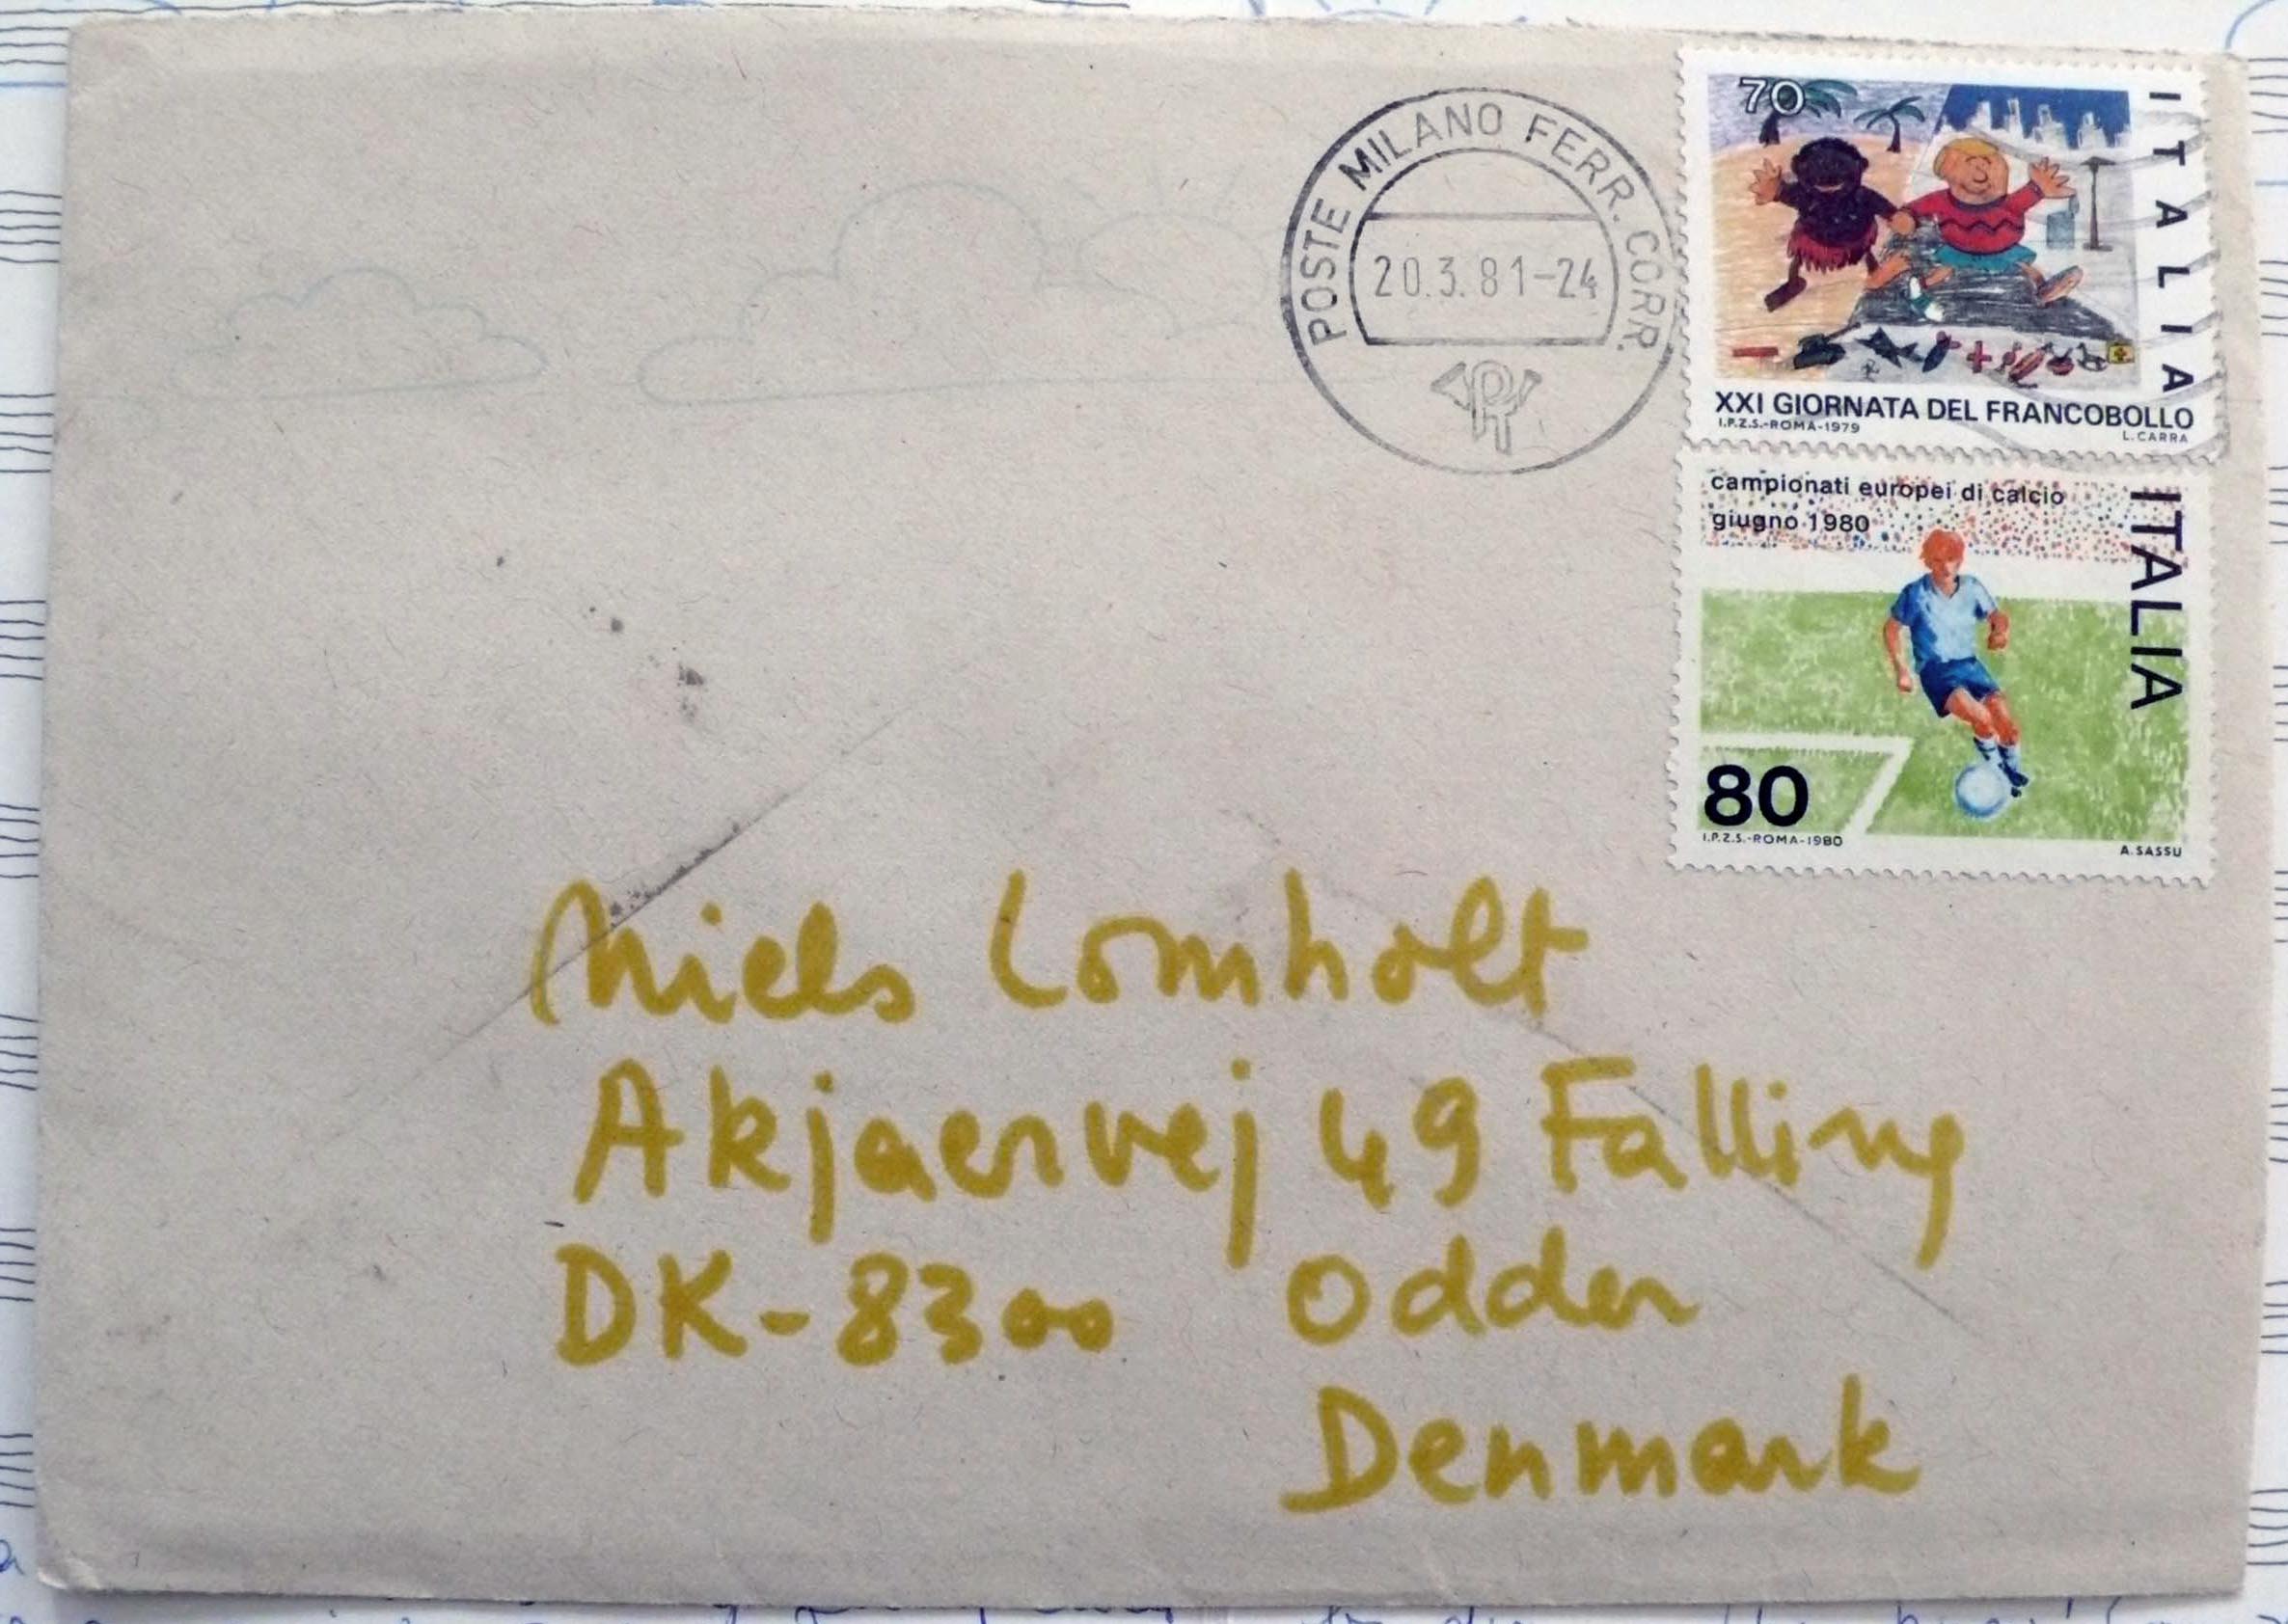 POSTE MILANO FERR. CORR.
20.3.81-24
PT
70
ITALIA
XXI GIORNATA DEL FRANCOBOLLO
I.P.Z.S.-ROMA-1979
L. CARRA
campionati europei di calcio
giugno 1980
ITALIA
80
I.P.Z.S.-ROMA-1980
A. SASSU
Niels Lomholt
Akjaervej 49 Falling
DK-8300 Odder
Denmark